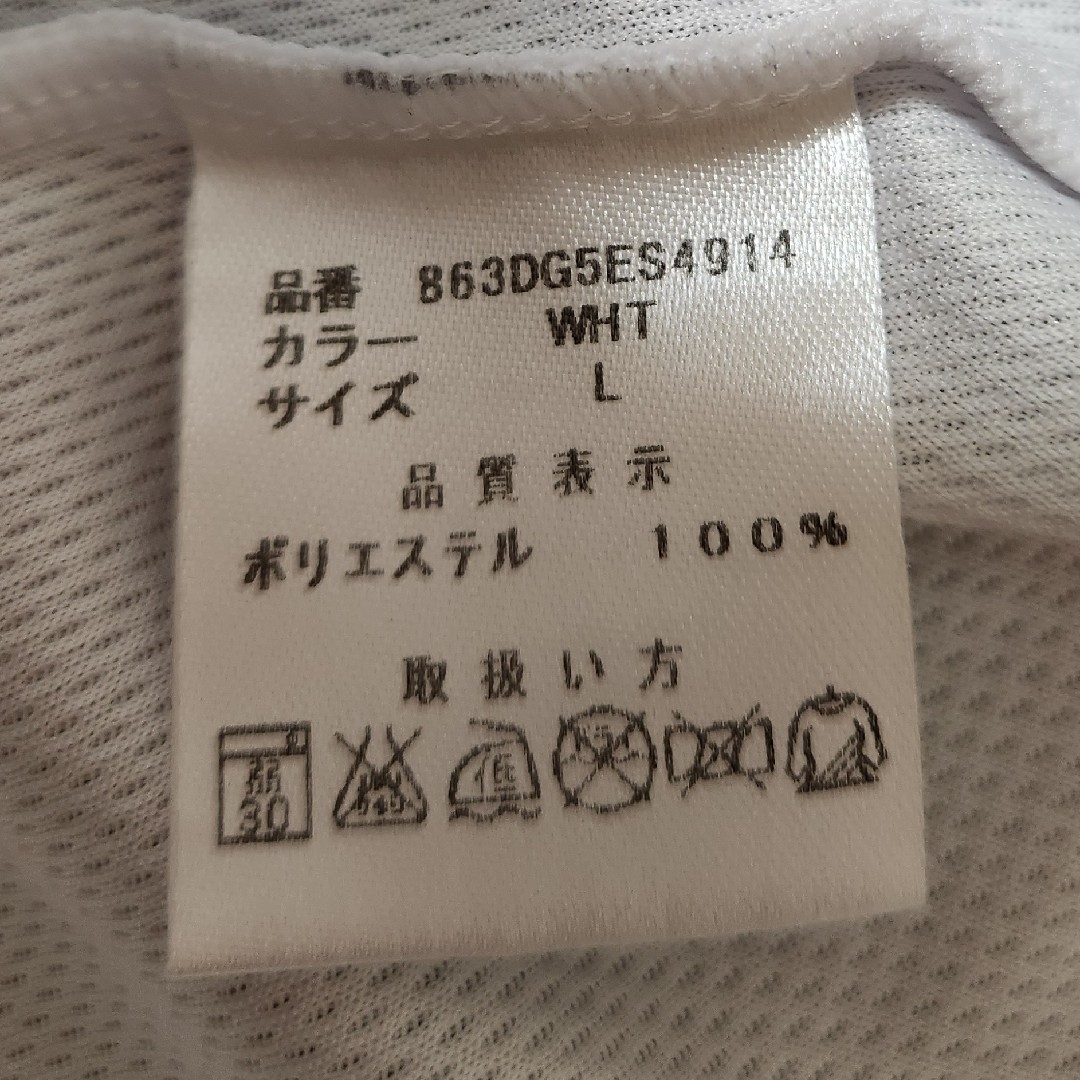 品番 863DG5ES4914
カラー WHT
サイズ L
品質表示
ポリエステル 100%
取扱い方
弱 30 低